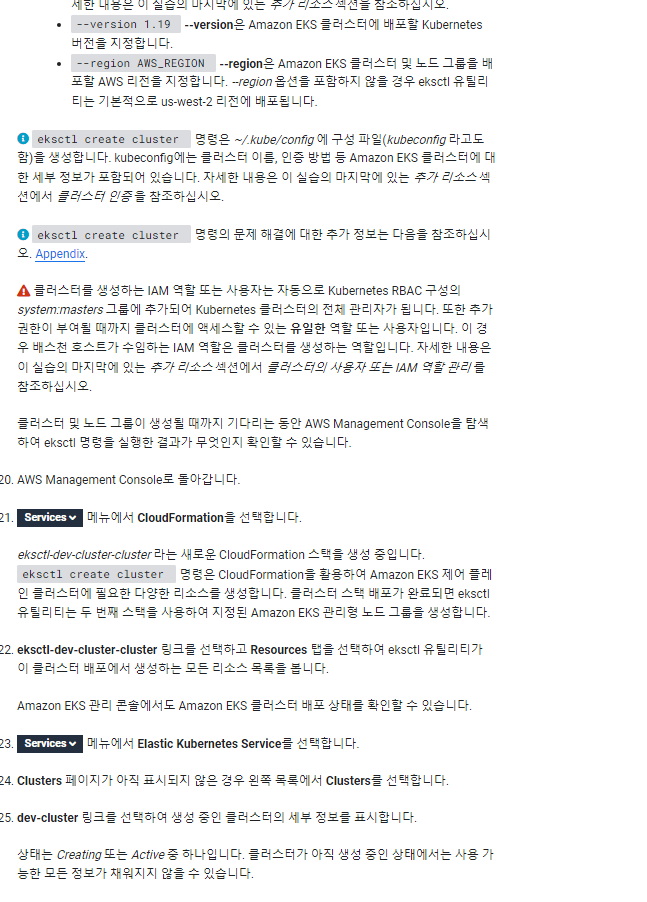 세한 내용은 이 실습의 마지막에 있는 추가 리소스 섹션을 참조하십시오.
• --version 1.19 --version은 Amazon EKS 클러스터에 배포할 Kubernetes
버전을 지정합니다.
• --region AWS_REGION --region은 Amazon EKS 클러스터 및 노드 그룹을 배
포할 AWS 리전을 지정합니다. --region 옵션을 포함하지 않을 경우 eksctl 유틸리
티는 기본적으로 us-west-2 리전에 배포됩니다.
eksctl create cluster 명령은 ~/.kube/config 에 구성 파일(kubeconfig 라고도
함)을 생성합니다. kubeconfig에는 클러스터 이름, 인증 방법 등 Amazon EKS 클러스터에 대
한 세부 정보가 포함되어 있습니다. 자세한 내용은 이 실습의 마지막에 있는 추가 리소스 섹
션에서 클러스터 인증을 참조하십시오.
eksctl create cluster 명령의 문제 해결에 대한 추가 정보는 다음을 참조하십시
오. Appendix.
클러스터를 생성하는 IAM 역할 또는 사용자는 자동으로 Kubernetes RBAC 구성의
system:masters 그룹에 추가되어 Kubernetes 클러스터의 전체 관리자가 됩니다. 또한 추가
권한이 부여될 때까지 클러스터에 액세스할 수 있는 유일한 역할 또는 사용자입니다. 이 경
우 배스천 호스트가 수임하는 IAM 역할은 클러스터를 생성하는 역할입니다. 자세한 내용은
이 실습의 마지막에 있는 추가 리소스 섹션에서 클러스터의 사용자 또는 IAM 역할 관리 를
참조하십시오.
클러스터 및 노드 그룹이 생성될 때까지 기다리는 동안 AWS Management Console을 탐색
하여 eksctl 명령을 실행한 결과가 무엇인지 확인할 수 있습니다.
20. AWS Management Console로 돌아갑니다.
21. Services 메뉴에서 CloudFormation을 선택합니다.
eksctl-dev-cluster-cluster 라는 새로운 CloudFormation 스택을 생성 중입니다.
eksctl create cluster 명령은 CloudFormation을 활용하여 Amazon EKS 제어 플레
인 클러스터에 필요한 다양한 리소스를 생성합니다. 클러스터 스택 배포가 완료되면 eksctl
유틸리티는 두 번째 스택을 사용하여 지정된 Amazon EKS 관리형 노드 그룹을 생성합니다.
22. eksctl-dev-cluster-cluster 링크를 선택하고 Resources 탭을 선택하여 eksctl 유틸리티가
이 클러스터 배포에서 생성하는 모든 리소스 목록을 봅니다.
Amazon EKS 관리 콘솔에서도 Amazon EKS 클러스터 배포 상태를 확인할 수 있습니다.
23. Services 메뉴에서 Elastic Kubernetes Service를 선택합니다.
24. Clusters 페이지가 아직 표시되지 않은 경우 왼쪽 목록에서 Clusters를 선택합니다.
25. dev-cluster 링크를 선택하여 생성 중인 클러스터의 세부 정보를 표시합니다.
상태는 Creating 또는 Active 중 하나입니다. 클러스터가 아직 생성 중인 상태에서는 사용 가
능한 모든 정보가 채워지지 않을 수 있습니다.